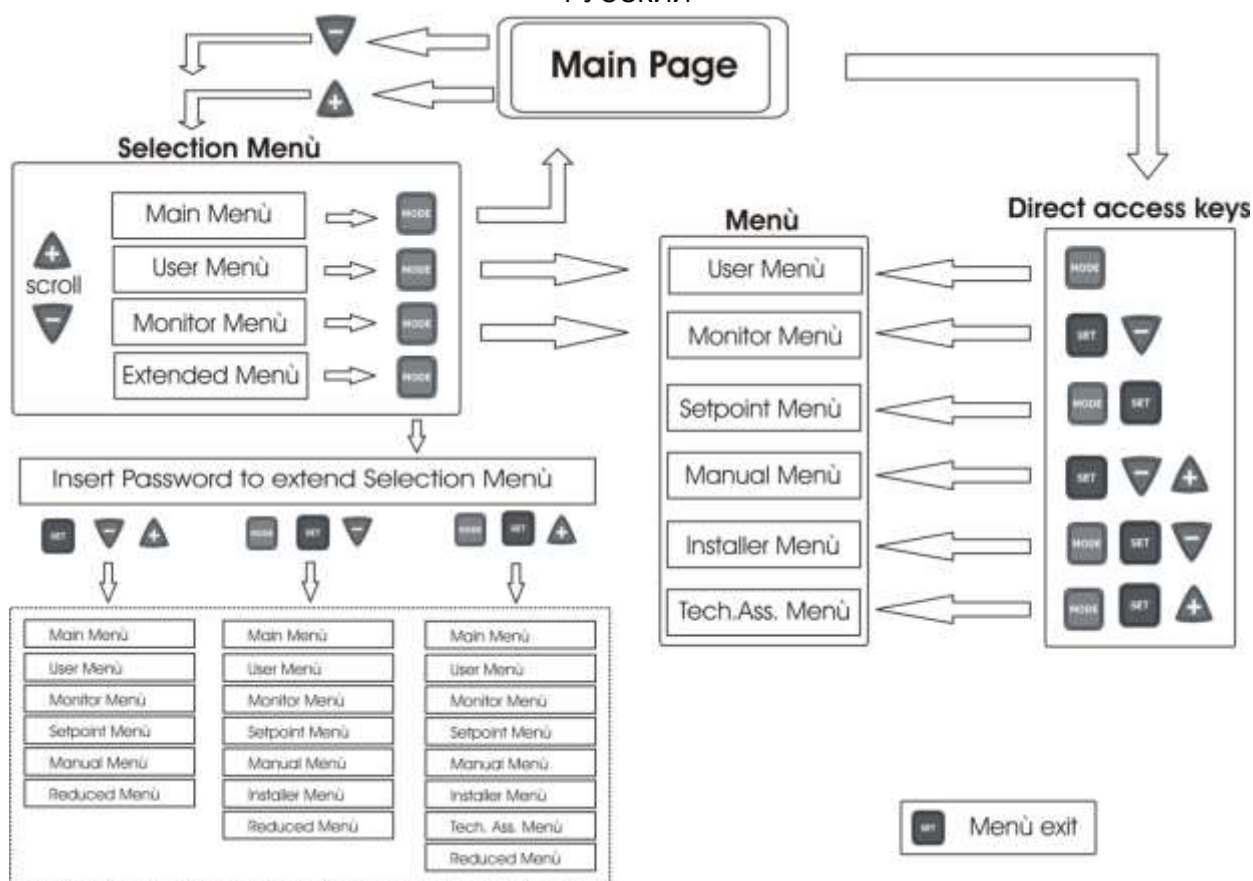 Main Page
Selection Menù
Main Menù
MODE
User Menù
MODE
scroll
Monitor Menù
MODE
Extended Menù
MODE
Insert Password to extend Selection Menù
SET
MODE SET
MODE SET
Main Menù
User Menù
Monitor Menù
Setpoint Menù
Manual Menù
Reduced Menù
Main Menù
User Menù
Monitor Menù
Setpoint Menù
Manual Menù
Installer Menù
Reduced Menù
Main Menù
User Menù
Monitor Menù
Setpoint Menù
Manual Menù
Installer Menù
Tech. Ass. Menù
Reduced Menù
Menù
User Menù
Monitor Menù
Setpoint Menù
Manual Menù
Installer Menù
Tech.Ass. Menù
Direct access keys
MODE
SET
MODE SET
SET
MODE SET
MODE SET
SET Menù exit